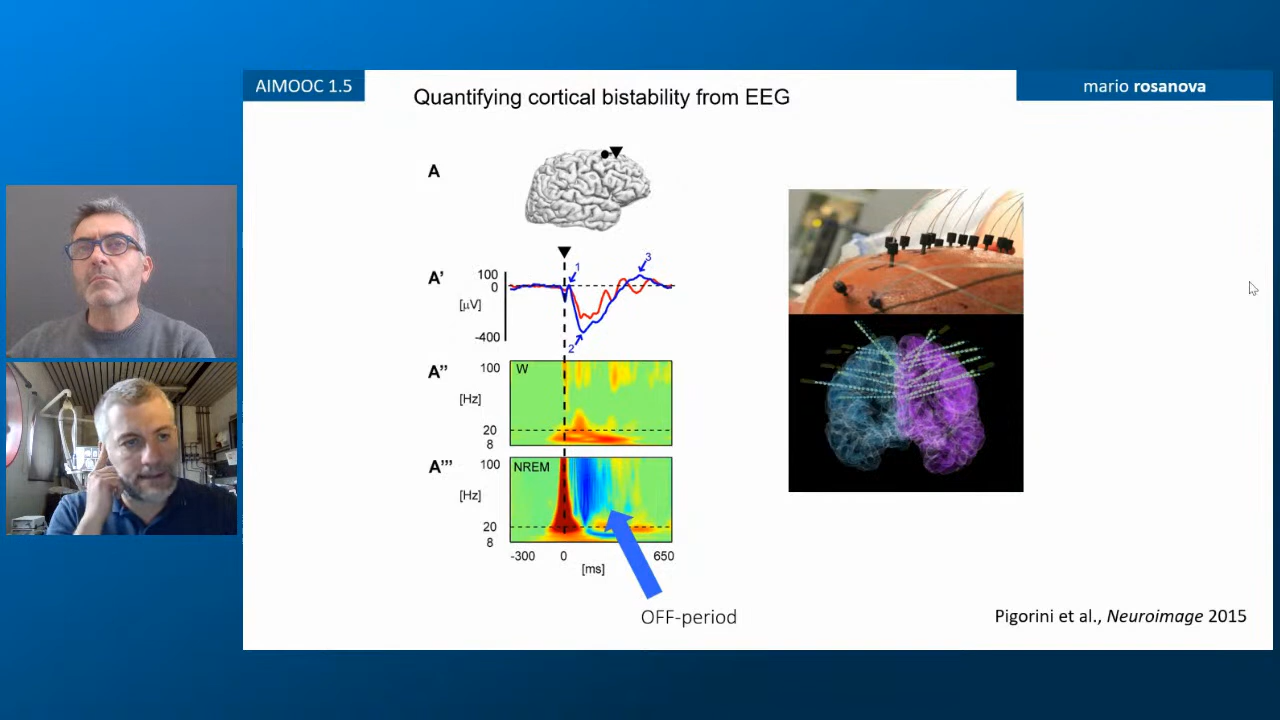 AIMOOC 1.5
mario rosanova
Quantifying cortical bistability from EEG
A
A'
100
0
[µV]
-400
1
2
3
A''
100
[Hz]
20
8
W
A'''
100
[Hz]
20
8
NREM
-300 0 650
[ms]
OFF-period
Pigorini et al., Neuroimage 2015